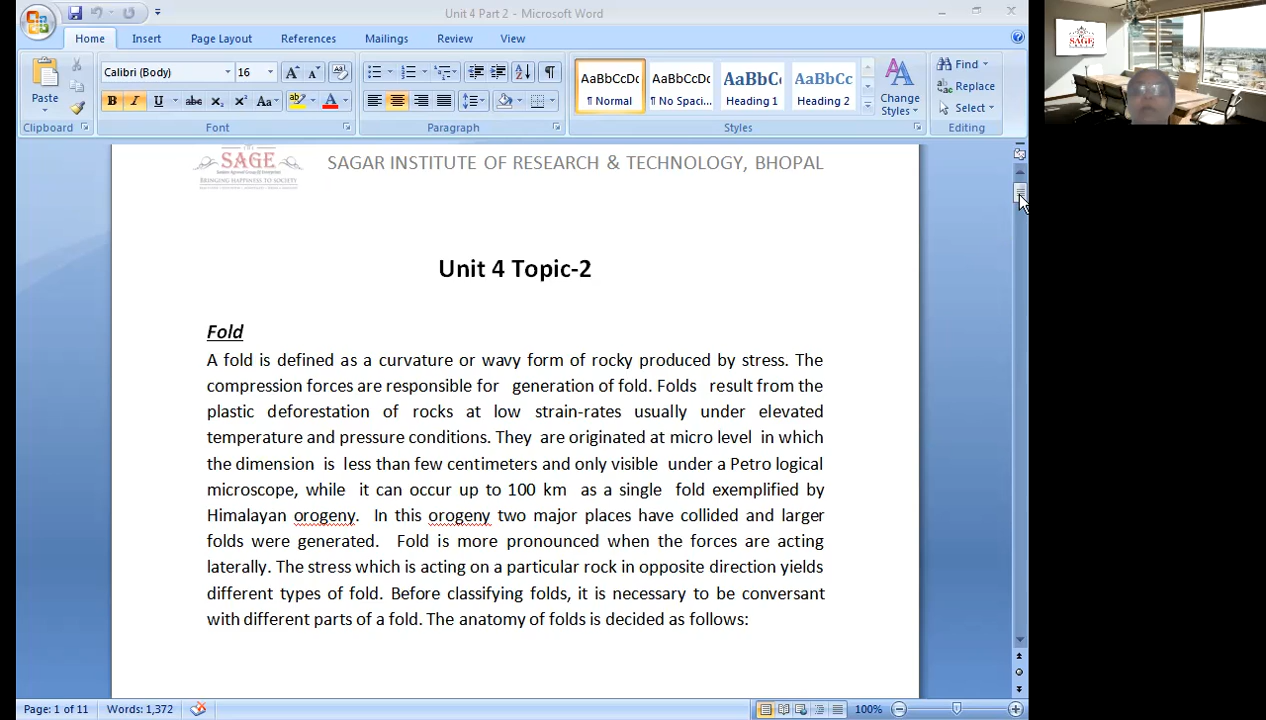 Unit 4 Part 2 - Microsoft Word
Home Insert Page Layout References Mailings Review View
Paste
Clipboard
Calibri (Body) 16
B I U abc x₂ x² Aa ab A
Font
Paragraph
AaBbCcDc AaBbCcDc AaBbC AaBbCc
¶ Normal ¶ No Spaci... Heading 1 Heading 2
Change
Styles
Styles
Find
Replace
Select
Editing
SAGE
BRINGING HAPPINESS TO SOCIETY
SAGAR INSTITUTE OF RESEARCH & TECHNOLOGY, BHOPAL
Unit 4 Topic-2
Fold
A fold is defined as a curvature or wavy form of rocky produced by stress. The
compression forces are responsible for generation of fold. Folds result from the
plastic deforestation of rocks at low strain-rates usually under elevated
temperature and pressure conditions. They are originated at micro level in which
the dimension is less than few centimeters and only visible under a Petro logical
microscope, while it can occur up to 100 km as a single fold exemplified by
Himalayan orogeny. In this orogeny two major places have collided and larger
folds were generated. Fold is more pronounced when the forces are acting
laterally. The stress which is acting on a particular rock in opposite direction yields
different types of fold. Before classifying folds, it is necessary to be conversant
with different parts of a fold. The anatomy of folds is decided as follows:
Page: 1 of 11 Words: 1,372 100%
SAGE